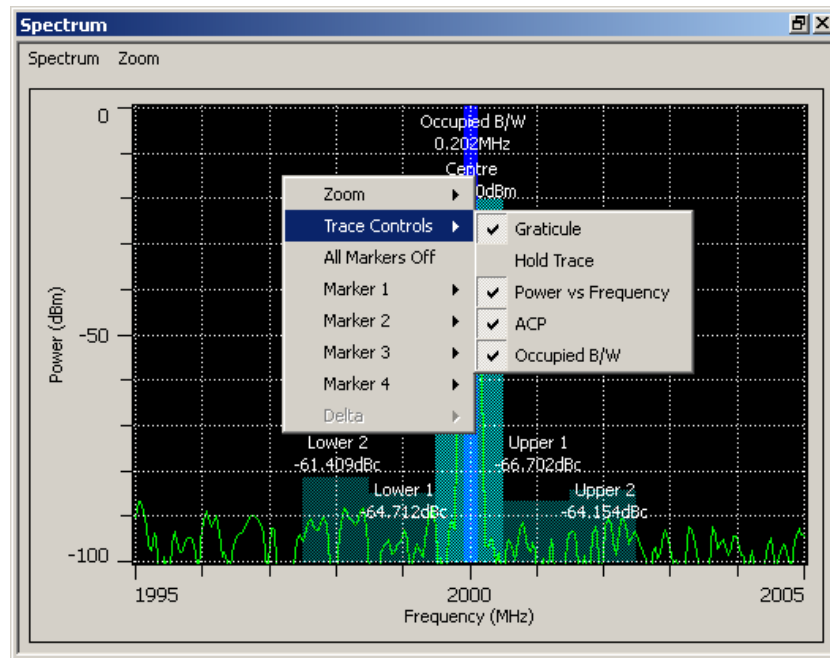 Spectrum
Spectrum Zoom
0
Occupied B/W
0.202MHz
Centre
0dBm
Zoom
Trace Controls
All Markers Off
Marker 1
Marker 2
Marker 3
Marker 4
Delta
Graticule
Hold Trace
Power vs Frequency
ACP
Occupied B/W
Power (dBm)
-50
Lower 2
-61.409dBc
Upper 1
-66.702dBc
Lower 1
-64.712dBc
Upper 2
-64.154dBc
-100
1995 2000 2005
Frequency (MHz)